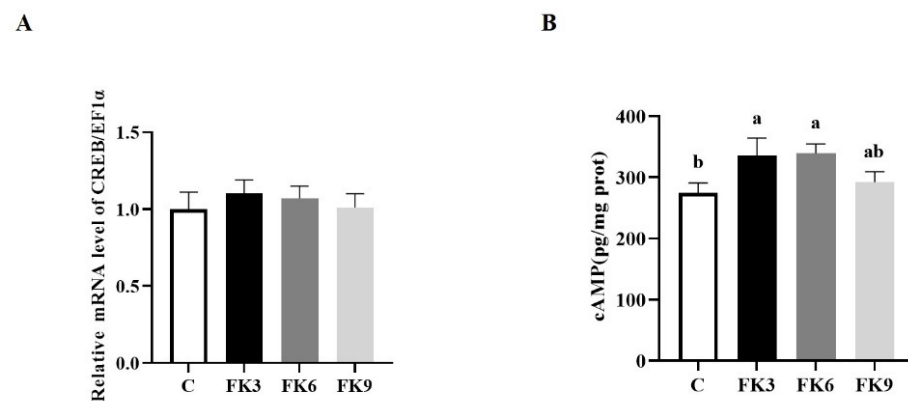 A
Relative mRNA level of CREB/EF1α
1.5
1.0
0.5
0.0
C FK3 FK6 FK9
B
cAMP(pg/mg prot)
400
300
200
100
0
b a a ab
C FK3 FK6 FK9